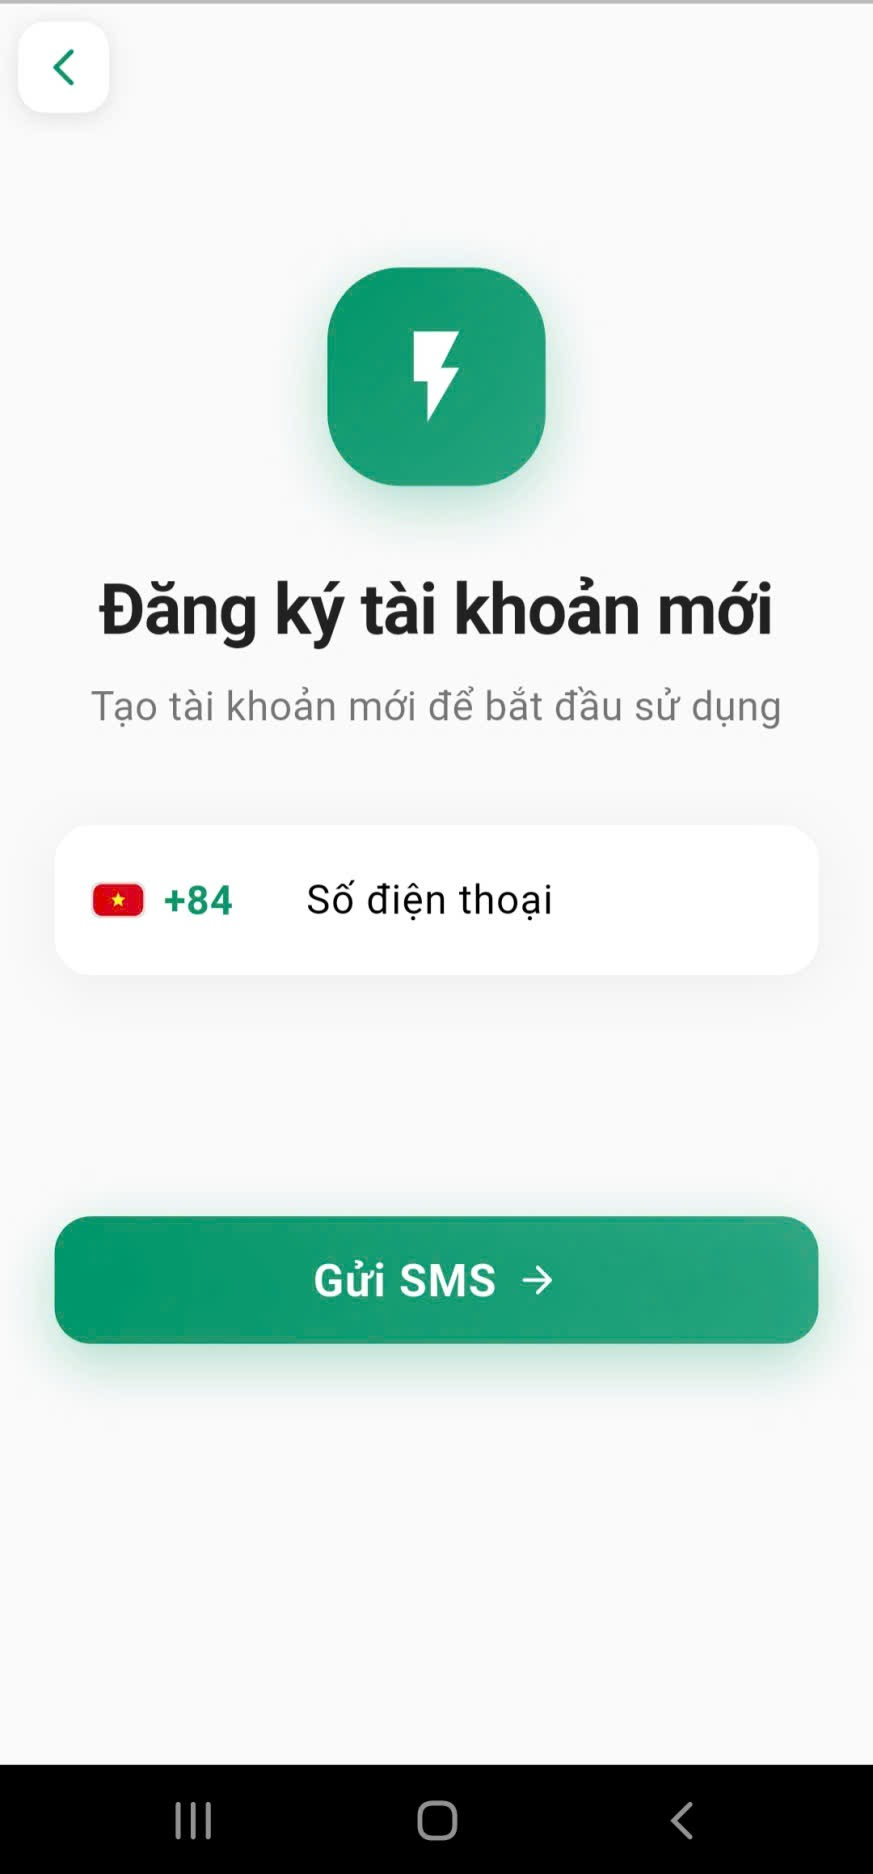 Đăng ký tài khoản mới
Tạo tài khoản mới để bắt đầu sử dụng
+84 Số điện thoại
Gửi SMS →